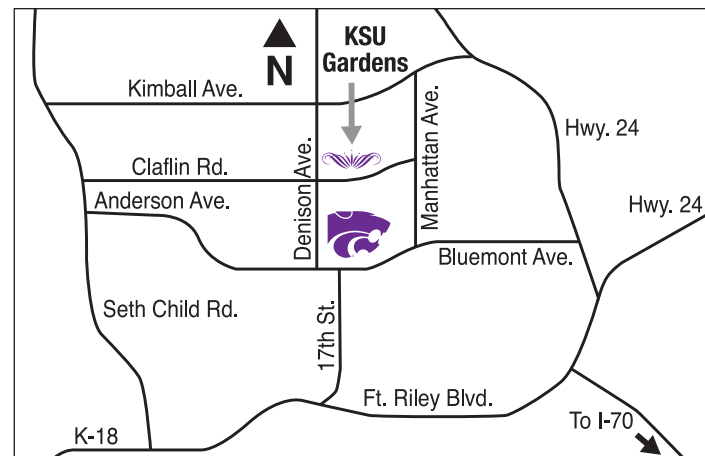 KSU
Gardens
N
Kimball Ave.
Hwy. 24
Claflin Rd.
Denison Ave.
Manhattan Ave.
Anderson Ave.
Hwy. 24
Bluemont Ave.
Seth Child Rd.
17th St.
Ft. Riley Blvd.
To I-70
K-18